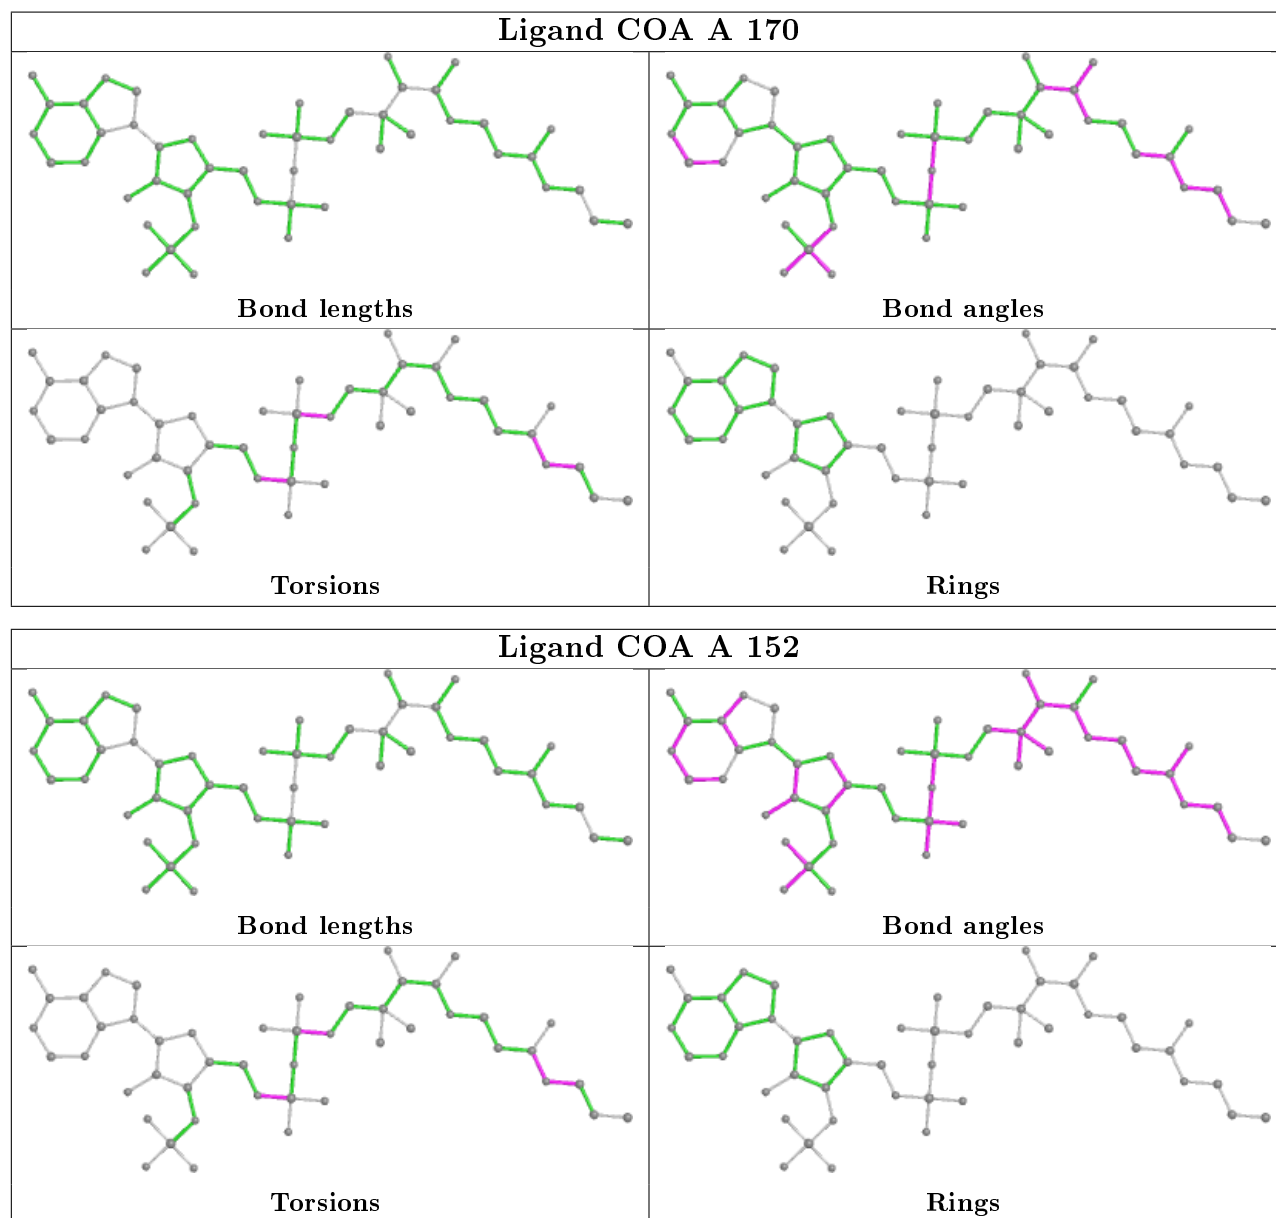 Ligand COA A 170
Bond lengths
Bond angles
Torsions
Rings
Ligand COA A 152
Bond lengths
Bond angles
Torsions
Rings